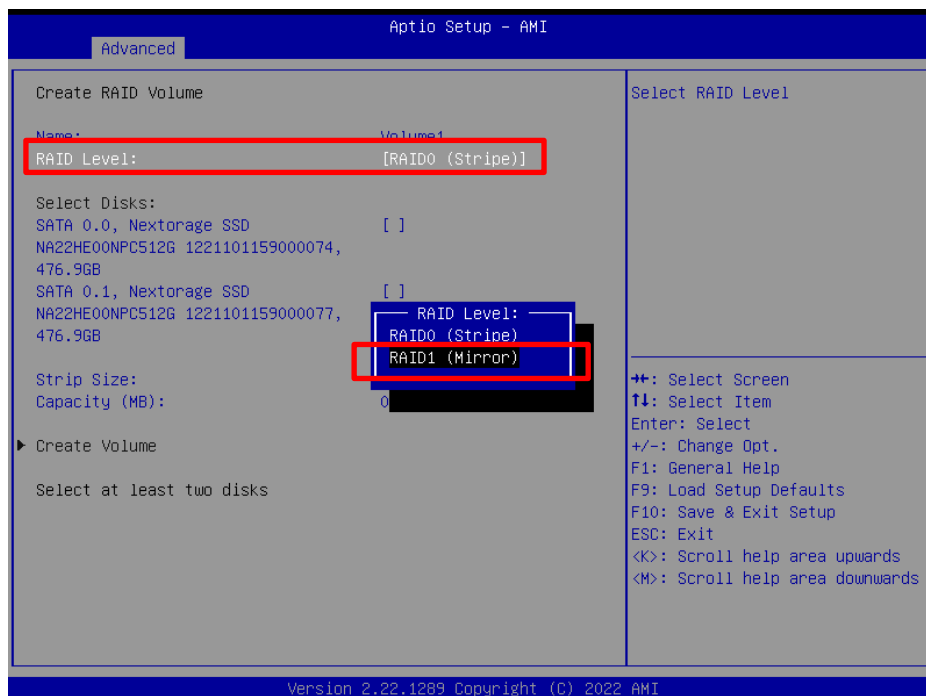 Aptio Setup - AMI
Advanced
Create RAID Volume
Select RAID Level
Name: Volume1
RAID Level: [RAID0 (Stripe)]
Select Disks:
SATA 0.0, Nextorage SSD [ ]
NA22HE00NPC512G 1221101159000074,
476.9GB
SATA 0.1, Nextorage SSD [ ]
NA22HE00NPC512G 1221101159000077,
476.9GB
RAID Level:
RAID0 (Stripe)
RAID1 (Mirror)
Strip Size:
Capacity (MB): 0
Create Volume
Select at least two disks
→←: Select Screen
↑↓: Select Item
Enter: Select
+/-: Change Opt.
F1: General Help
F9: Load Setup Defaults
F10: Save & Exit Setup
ESC: Exit
<K>: Scroll help area upwards
<M>: Scroll help area downwards
Version 2.22.1289 Copyright (C) 2022 AMI